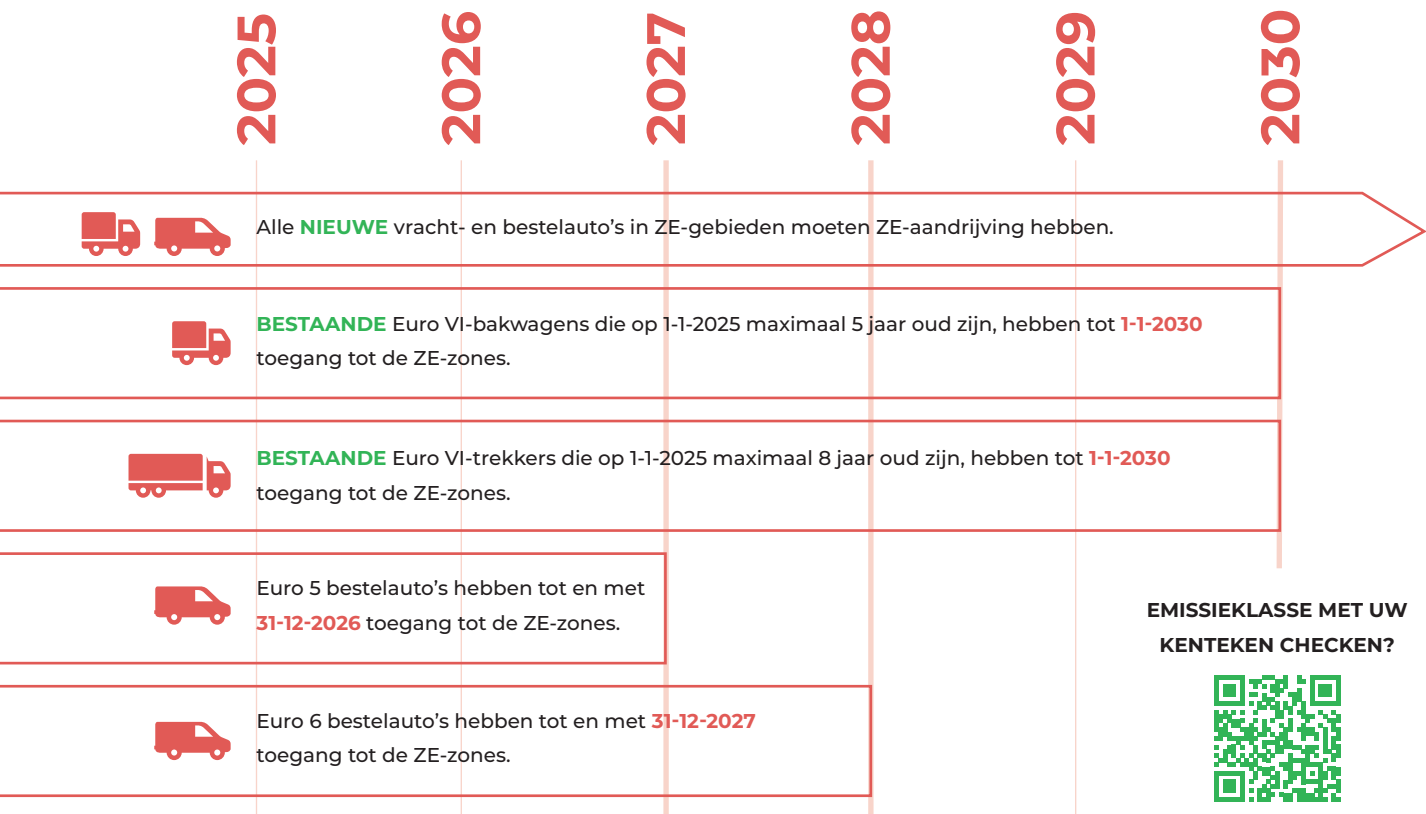 2025
2026
2027
2028
2029
2030
Alle NIEUWE vracht- en bestelauto’s in ZE-gebieden moeten ZE-aandrijving hebben.
BESTAANDE Euro VI-bakwagens die op 1-1-2025 maximaal 5 jaar oud zijn, hebben tot 1-1-2030
toegang tot de ZE-zones.
BESTAANDE Euro VI-trekkers die op 1-1-2025 maximaal 8 jaar oud zijn, hebben tot 1-1-2030
toegang tot de ZE-zones.
Euro 5 bestelauto’s hebben tot en met
31-12-2026 toegang tot de ZE-zones.
Euro 6 bestelauto’s hebben tot en met 31-12-2027
toegang tot de ZE-zones.
EMISSIEKLASSE MET UW
KENTEKEN CHECKEN?